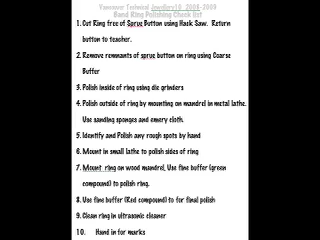 Vancouver Technical Jewellery10 2008-2009
Band Ring Polishing Check list
1. Cut Ring free of Sprue Button using Hack Saw. Return
button to teacher.
2. Remove remnants of sprue button on ring using Coarse
Buffer
3. Polish inside of ring using die grinders
4. Polish outside of ring by mounting on mandrel in metal lathe.
Use sanding sponges and emery cloth.
5. Identify and Polish any rough spots by hand
6. Mount in small lathe to polish sides of ring
7. Mount ring on wood mandrel. Use fine buffer (green
compound) to polish ring.
8. Use fine buffer (Red compound) to for final polish
9. Clean ring in ultrasonic cleaner
10. Hand in for marks